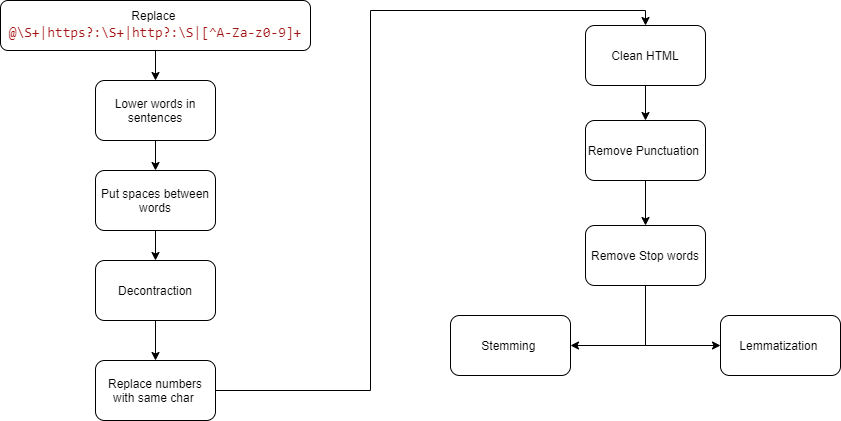 Replace
@\S+|https?:\S+|http?:\S|[^A-Za-z0-9]+
Lower words in
sentences
Put spaces between
words
Decontraction
Replace numbers
with same char
Clean HTML
Remove Punctuation
Remove Stop words
Stemming
Lemmatization